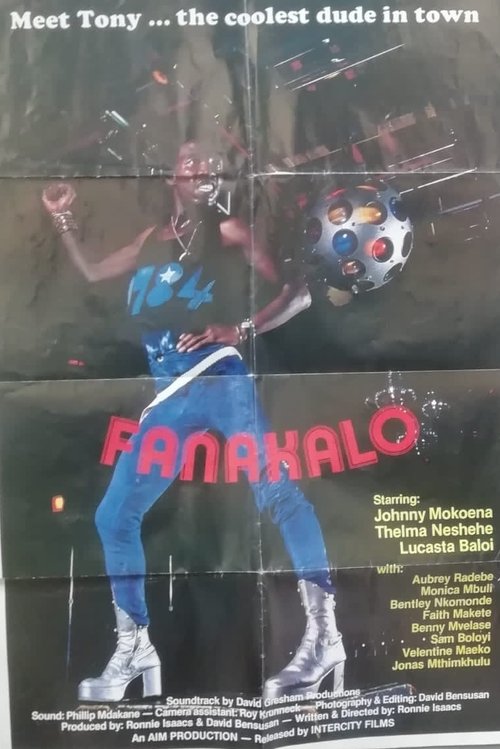 Meet Tony ... the coolest dude in town
784
FANAKALO
Starring:
Johnny Mokoena
Thelma Neshehe
Lucasta Baloi
with:
Aubrey Radebe
Monica Mbuli
Bentley Nkomonde
Faith Makete
Benny Mvelase
Sam Boloyi
Velentine Maeko
Jonas Mthimkhulu
Soundtrack by David Gresham Productions
Sound: Phillip Mdakane — Camera assistant: Roy Krumneck — Photography & Editing: David Bensusan
Produced by: Ronnie Isaacs & David Bensusan — Written & Directed by: Ronnie Isaacs
An AIM PRODUCTION — Released by INTERCITY FILMS